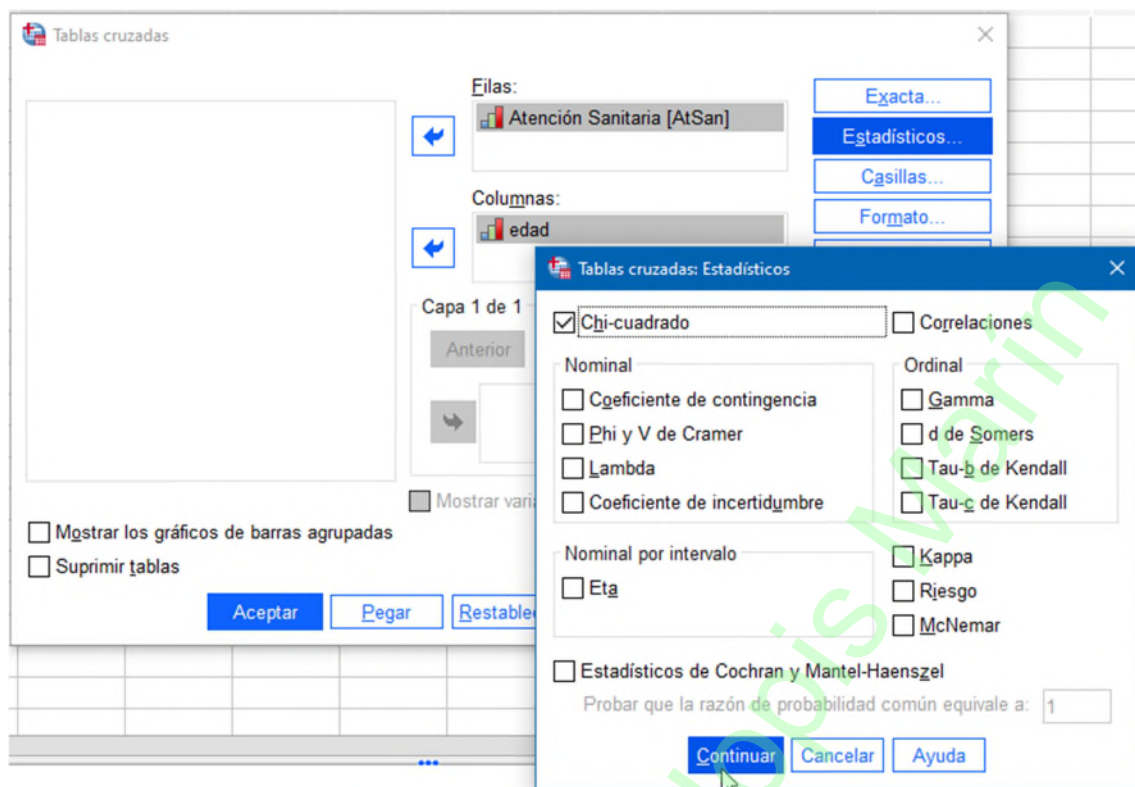 Tablas cruzadas
Filas:
Atención Sanitaria [AtSan]
Columnas:
edad
Exacta...
Estadísticos...
Casillas...
Formato...
Capa 1 de 1
Anterior
Mostrar
Mostrar los gráficos de barras agrupadas
Suprimir tablas
Aceptar
Pegar
Tablas cruzadas: Estadísticos
Chi-cuadrado
Correlaciones
Nominal
Coeficiente de contingencia
Phi y V de Cramer
Lambda
Coeficiente de incertidumbre
Ordinal
Gamma
d de Somers
Tau-b de Kendall
Tau-c de Kendall
Nominal por intervalo
Eta
Kappa
Riesgo
McNemar
Estadísticos de Cochran y Mantel-Haenszel
Probar que la razón de probabilidad común equivale a: 1
Continuar
Cancelar
Ayuda
opis Marín